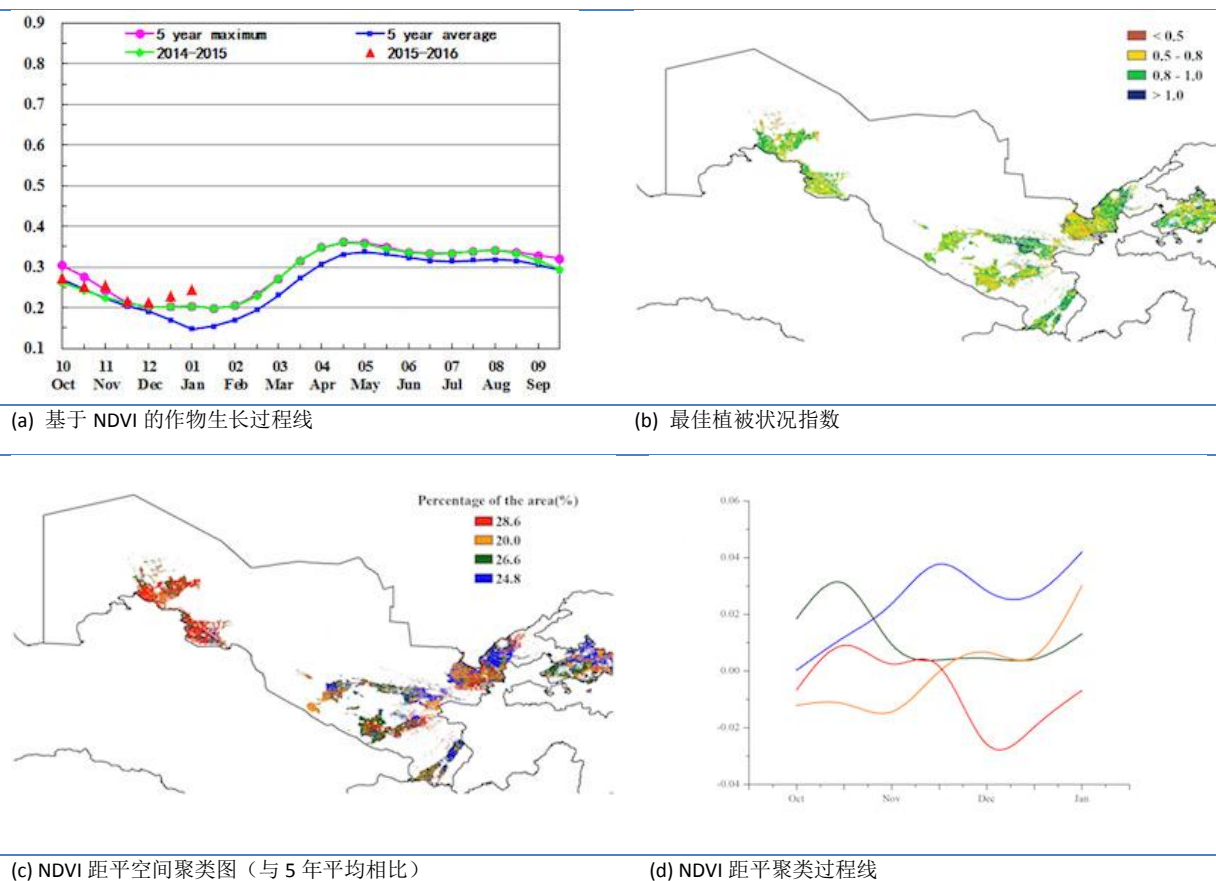 0.9
0.8
0.7
0.6
0.5
0.4
0.3
0.2
0.1
5 year maximum
5 year average
2014-2015
2015-2016
10 11 12 01 02 03 04 05 06 07 08 09
Oct Nov Dec Jan Feb Mar Apr May Jun Jul Aug Sep
< 0.5
0.5 - 0.8
0.8 - 1.0
> 1.0
(a) 基于 NDVI 的作物生长过程线
(b) 最佳植被状况指数
Percentage of the area(%)
28.6
20.0
26.6
24.8
0.06
0.04
0.02
0.00
-0.02
-0.04
Oct Nov Dec Jan
(c) NDVI 距平空间聚类图（与 5 年平均相比）
(d) NDVI 距平聚类过程线